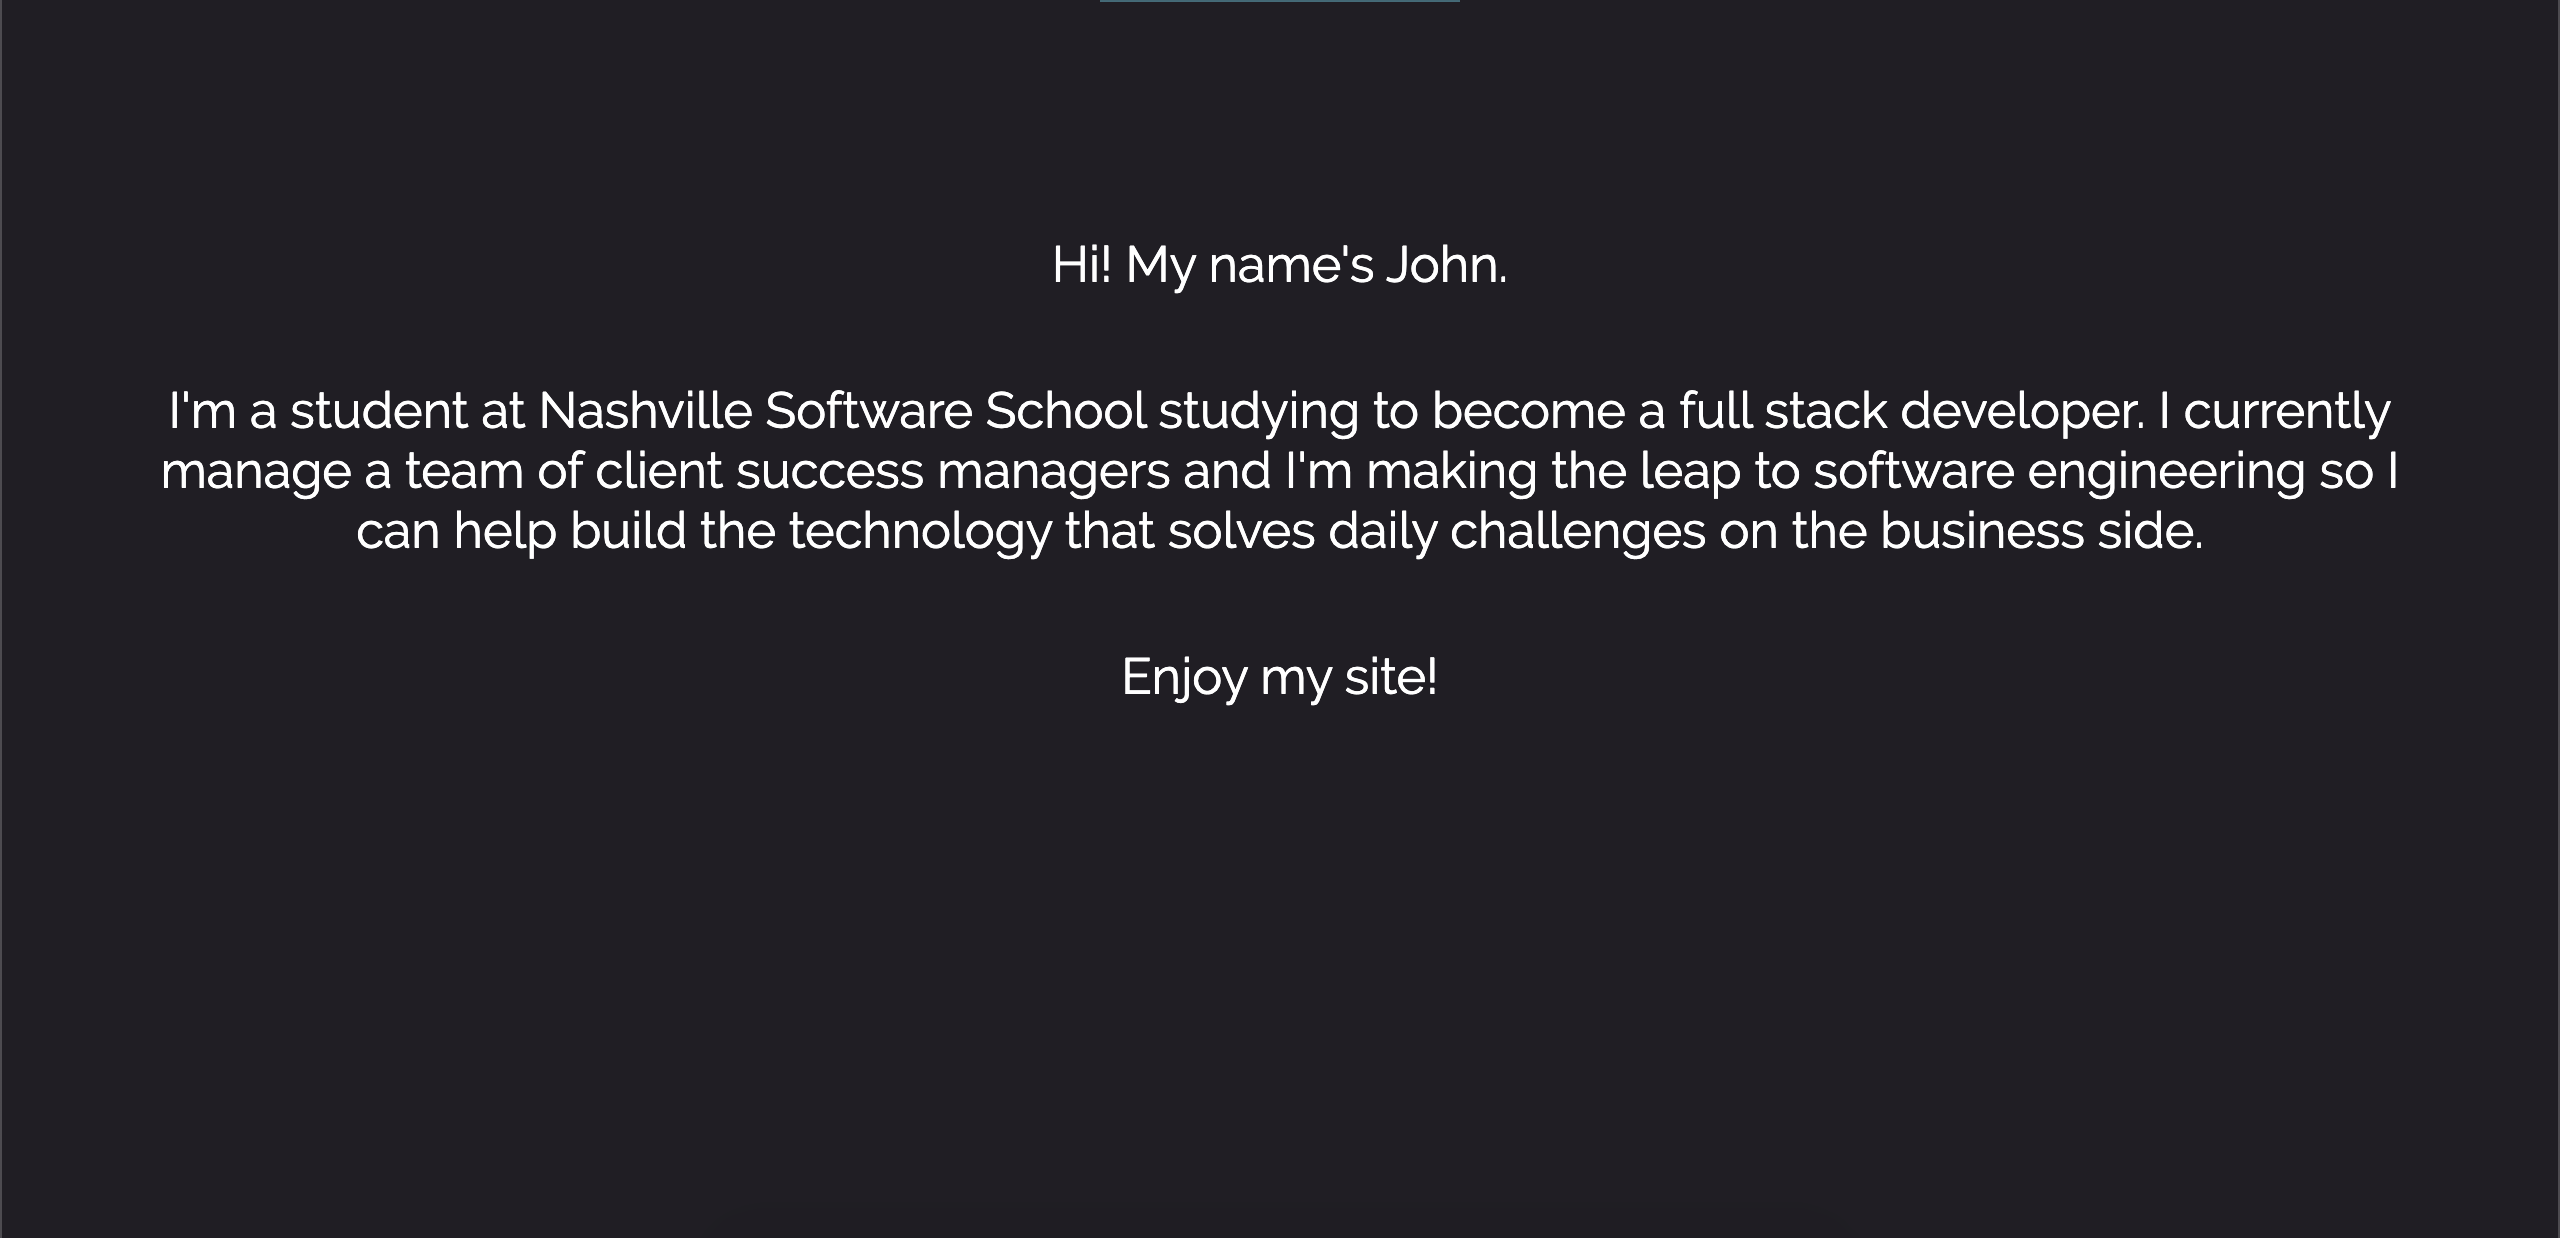 Hi! My name's John.
I'm a student at Nashville Software School studying to become a full stack developer. I currently
manage a team of client success managers and I'm making the leap to software engineering so I
can help build the technology that solves daily challenges on the business side.
Enjoy my site!